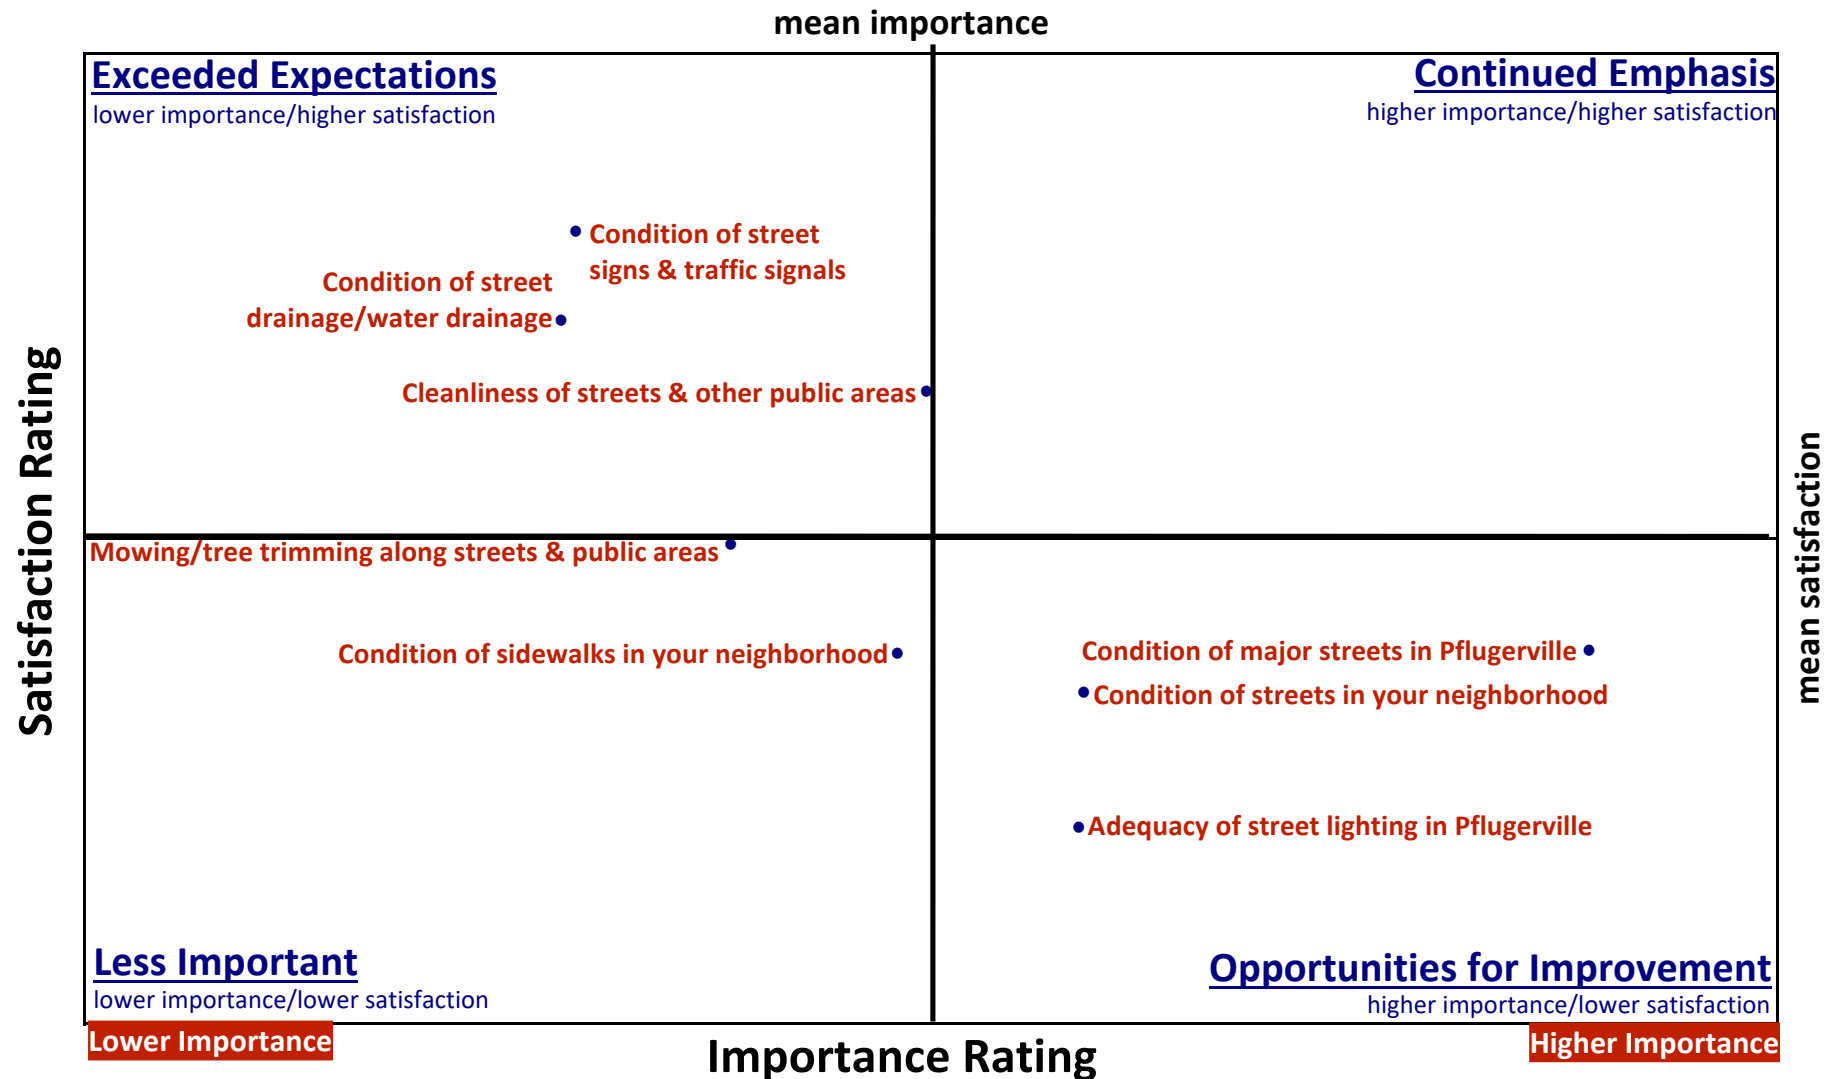 mean importance
Exceeded Expectations
lower importance/higher satisfaction
Continued Emphasis
higher importance/higher satisfaction
Condition of street
signs & traffic signals
Condition of street
drainage/water drainage
Cleanliness of streets & other public areas
Satisfaction Rating
mean satisfaction
Mowing/tree trimming along streets & public areas
Condition of sidewalks in your neighborhood
Condition of major streets in Pflugerville
Condition of streets in your neighborhood
Adequacy of street lighting in Pflugerville
Less Important
lower importance/lower satisfaction
Opportunities for Improvement
higher importance/lower satisfaction
Lower Importance
Importance Rating
Higher Importance